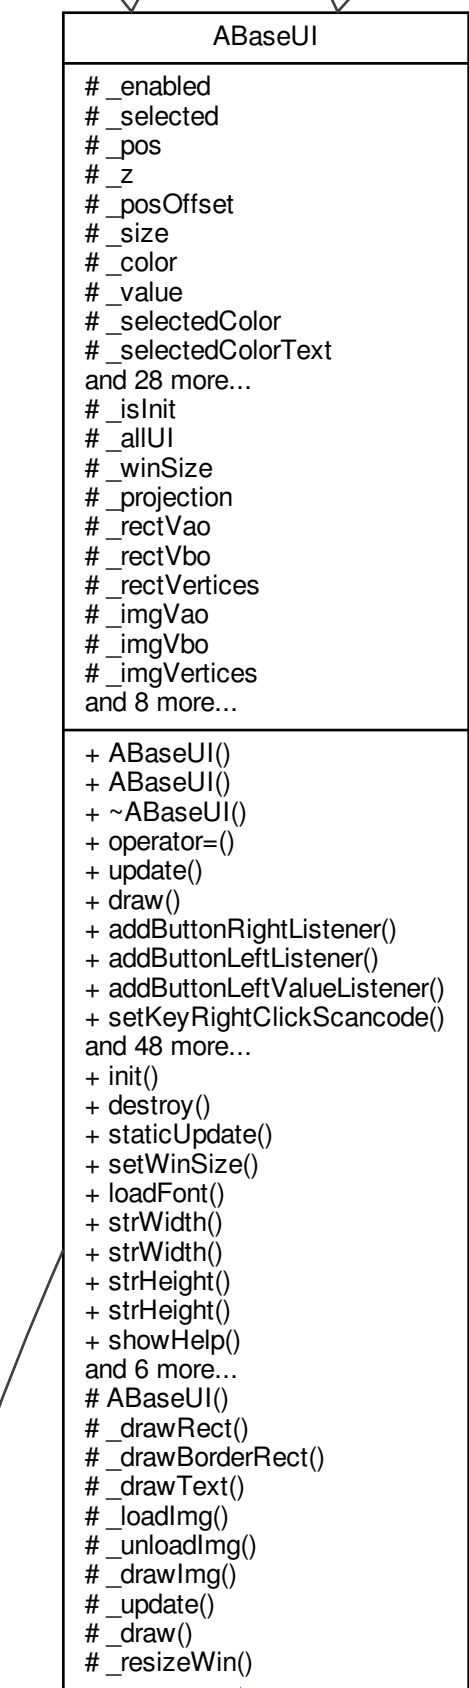 ABaseUI
# _enabled
# _selected
# _pos
# _z
# _posOffset
# _size
# _color
# _value
# _selectedColor
# _selectedColorText
and 28 more...
# _isInit
# _allUI
# _winSize
# _projection
# _rectVao
# _rectVbo
# _rectVertices
# _imgVao
# _imgVbo
# _imgVertices
and 8 more...
+ ABaseUI()
+ ABaseUI()
+ ~ABaseUI()
+ operator=()
+ update()
+ draw()
+ addButtonRightListener()
+ addButtonLeftListener()
+ addButtonLeftValueListener()
+ setKeyRightClickScancode()
and 48 more...
+ init()
+ destroy()
+ staticUpdate()
+ setWinSize()
+ loadFont()
+ strWidth()
+ strWidth()
+ strHeight()
+ strHeight()
+ showHelp()
and 6 more...
# ABaseUI()
# _drawRect()
# _drawBorderRect()
# _drawText()
# _loadImg()
# _unloadImg()
# _drawImg()
# _update()
# _draw()
# _resizeWin()